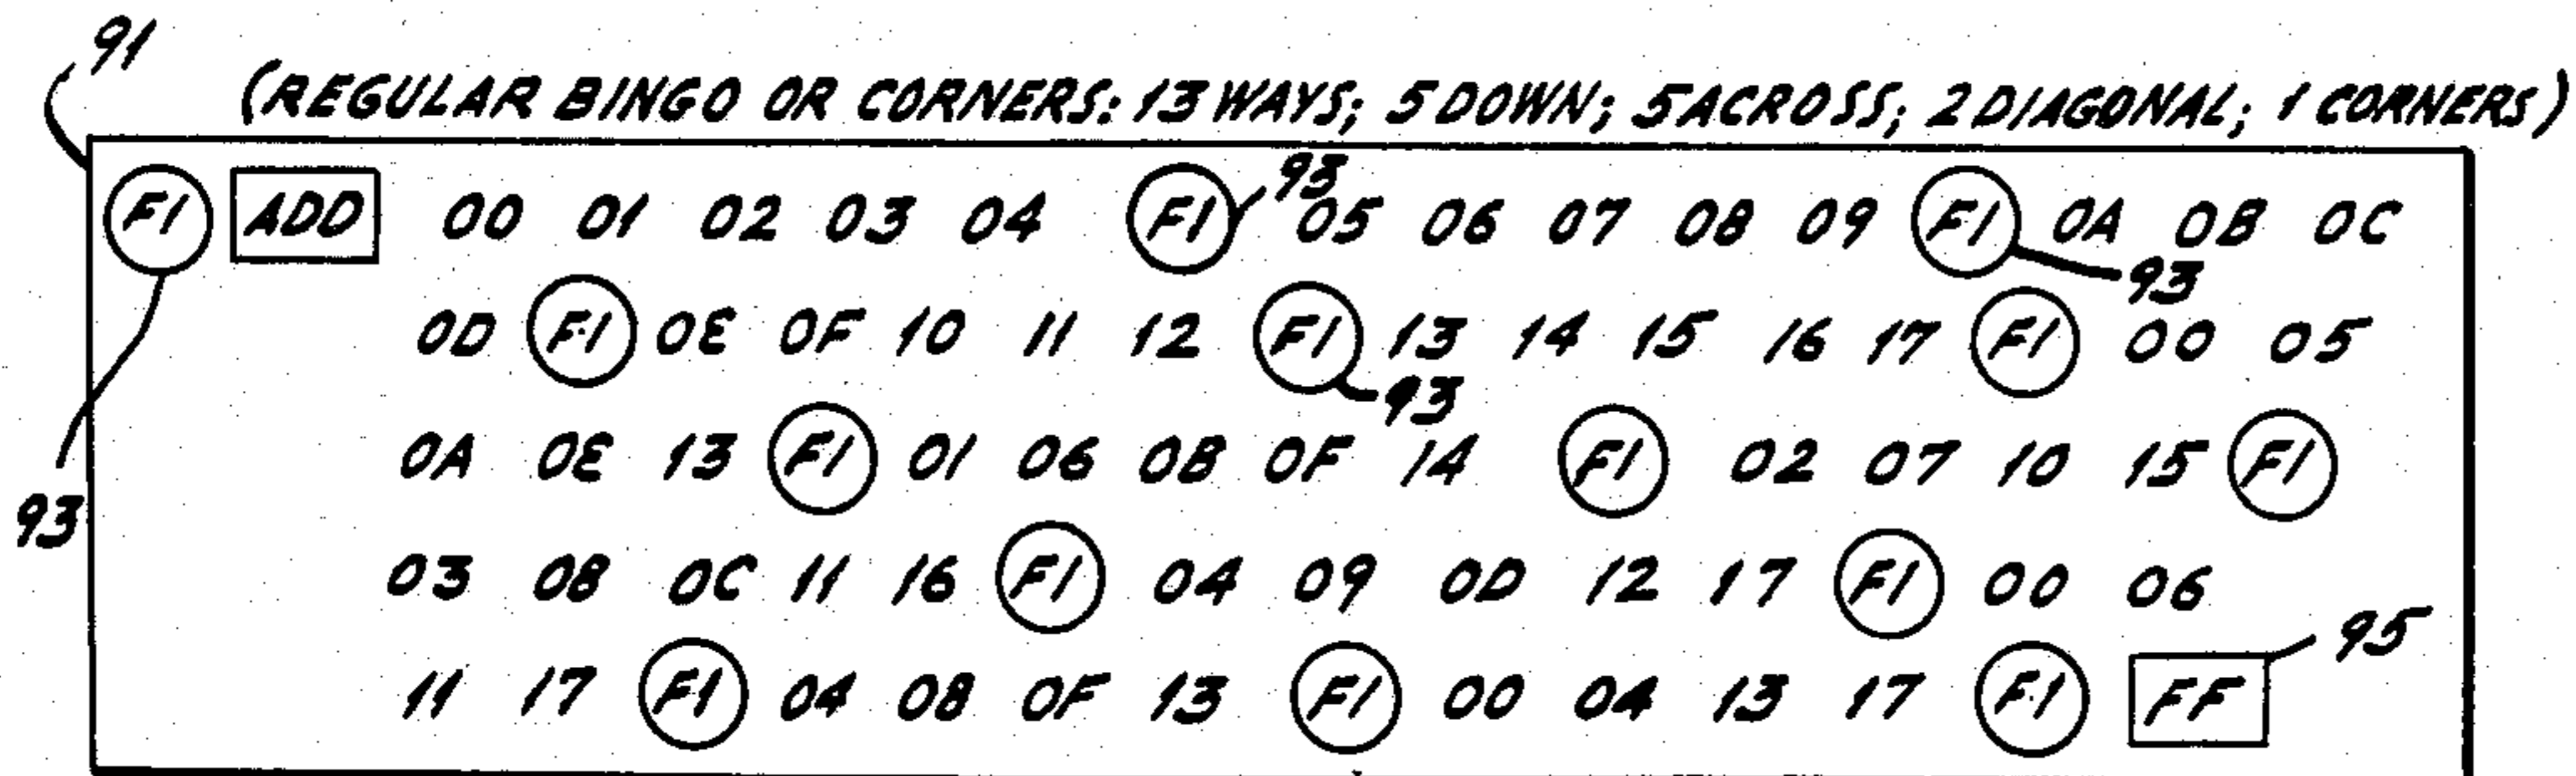 91
(REGULAR BINGO OR CORNERS: 13 WAYS; 5 DOWN; 5 ACROSS; 2 DIAGONAL; 1 CORNERS)
F1 ADD 00 01 02 03 04 F1 93 05 06 07 08 09 F1 0A 0B 0C
93
0D F1 0E 0F 10 11 12 F1 13 14 15 16 17 F1 00 05
93
0A 0E 13 F1 01 06 0B 0F 14 F1 02 07 10 15 F1
93
03 08 0C 11 16 F1 04 09 0D 12 17 F1 00 06
95
11 17 F1 04 08 0F 13 F1 00 04 13 17 F1 FF